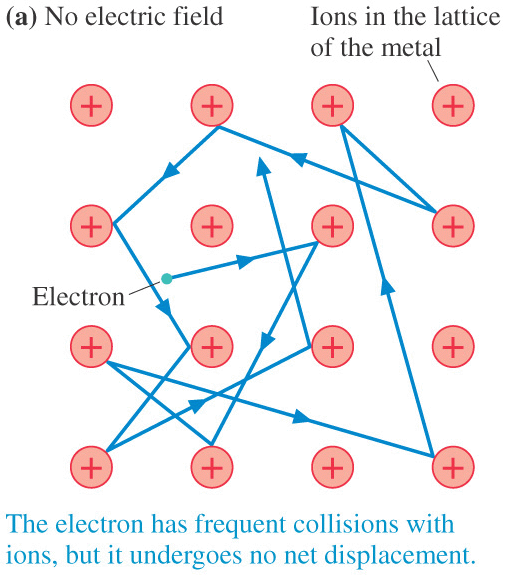 (a) No electric field
Ions in the lattice
of the metal
+ + + +
+ + + +
Electron
+ + + +
+ + + +
The electron has frequent collisions with
ions, but it undergoes no net displacement.